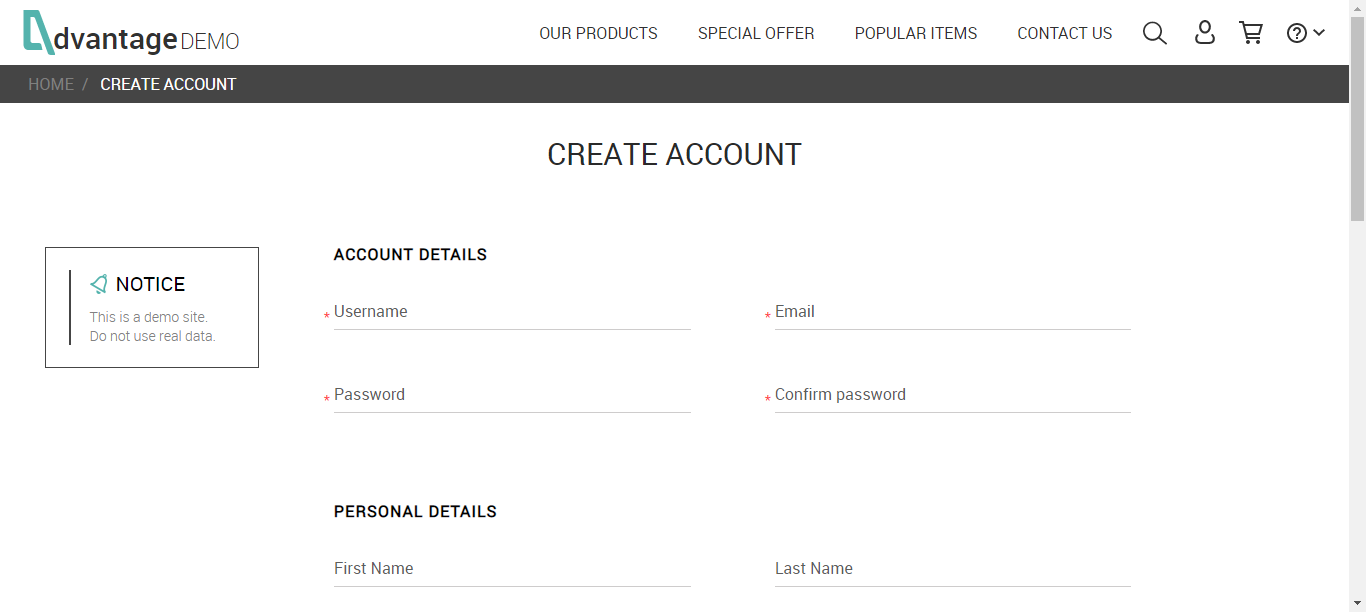 dvantage DEMO
OUR PRODUCTS SPECIAL OFFER POPULAR ITEMS CONTACT US
HOME / CREATE ACCOUNT
CREATE ACCOUNT
NOTICE
This is a demo site.
Do not use real data.
ACCOUNT DETAILS
* Username * Email
* Password * Confirm password
PERSONAL DETAILS
First Name Last Name